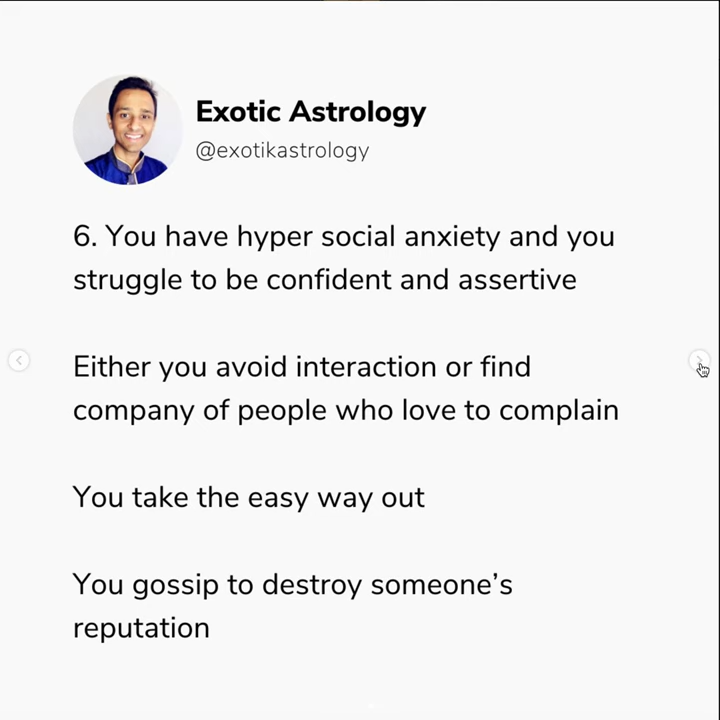 Exotic Astrology
@exotikastrology
6. You have hyper social anxiety and you
struggle to be confident and assertive
Either you avoid interaction or find
company of people who love to complain
You take the easy way out
You gossip to destroy someone’s
reputation